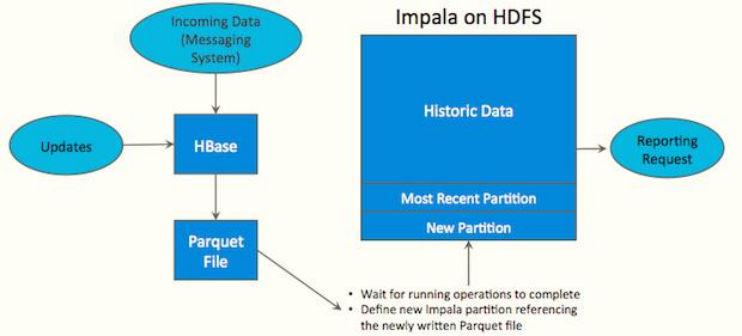 Incoming Data
(Messaging
System)
Impala on HDFS
Historic Data
Updates
HBase
Reporting
Request
Most Recent Partition
New Partition
Parquet
File
• Wait for running operations to complete
• Define new Impala partition referencing
the newly written Parquet file